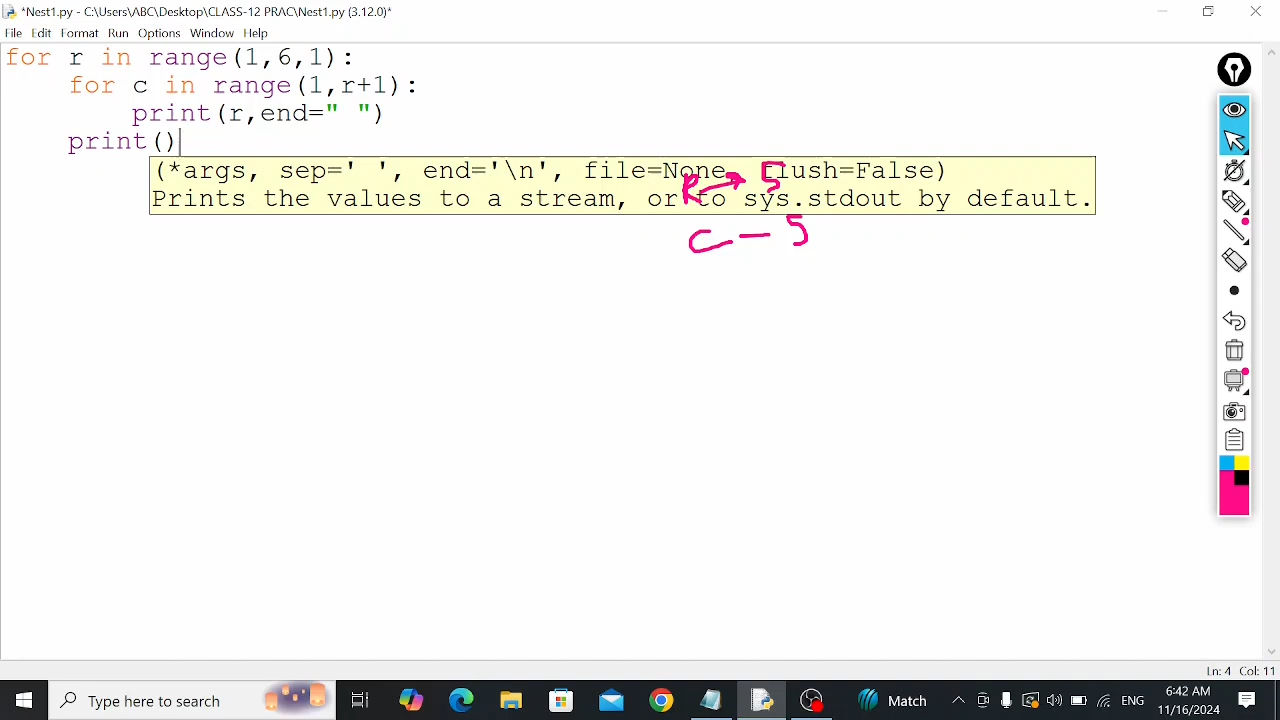 *Nest1.py - C:\Users\ABC\Desktop\CLASS-12 PRAC\Nest1.py (3.12.0)*
File Edit Format Run Options Window Help
for r in range(1,6,1):
    for c in range(1,r+1):
        print(r,end=" ")
    print()
(*args, sep=' ', end='\n', file=None, flush=False)
Prints the values to a stream, or to sys.stdout by default.
R → 5
C — 5
Ln: 4 Col: 11
Type here to search
Match
ENG
6:42 AM
11/16/2024